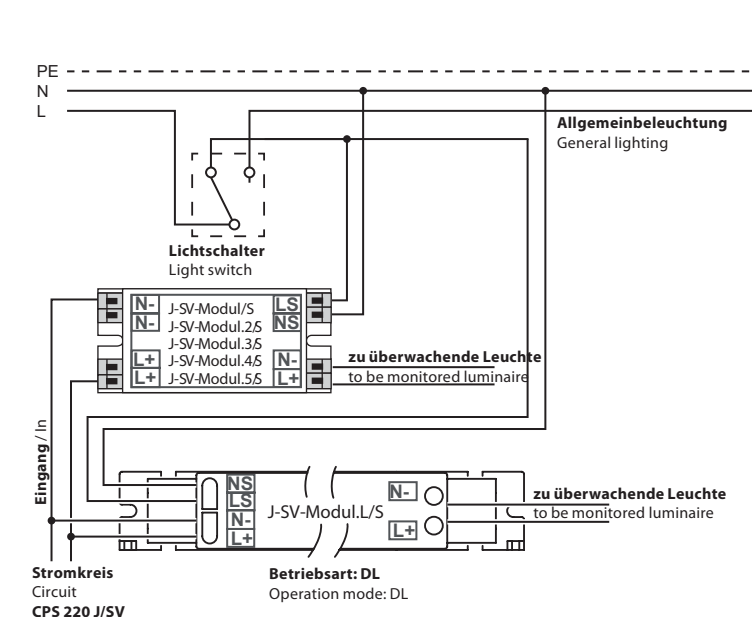 PE
N
L
Allgemeinbeleuchtung
General lighting
Lichtschalter
Light switch
N- J-SV-Modul/S LS
N- J-SV-Modul.2/S NS
J-SV-Modul.3/S
L+ J-SV-Modul.4/S N-
L+ J-SV-Modul.5/S L+
zu überwachende Leuchte
to be monitored luminaire
Eingang / In
NS
LS
N-
L+
J-SV-Modul.L/S
N-
L+
zu überwachende Leuchte
to be monitored luminaire
Stromkreis
Circuit
CPS 220 J/SV
Betriebsart: DL
Operation mode: DL